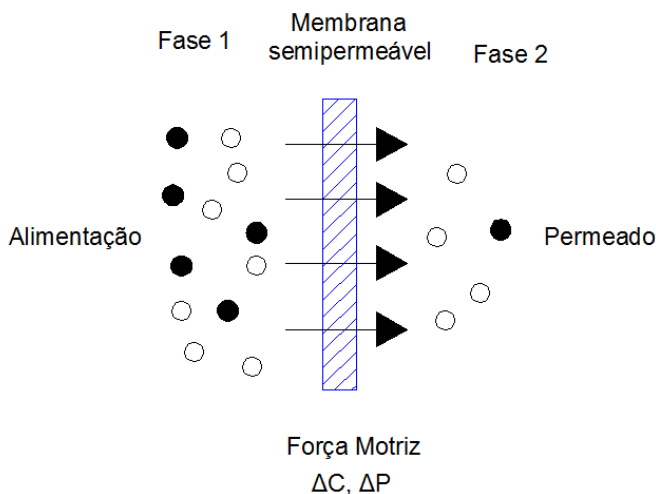 Fase 1
Membrana
semipermeável
Fase 2
Alimentação
Permeado
Força Motriz
ΔC, ΔP